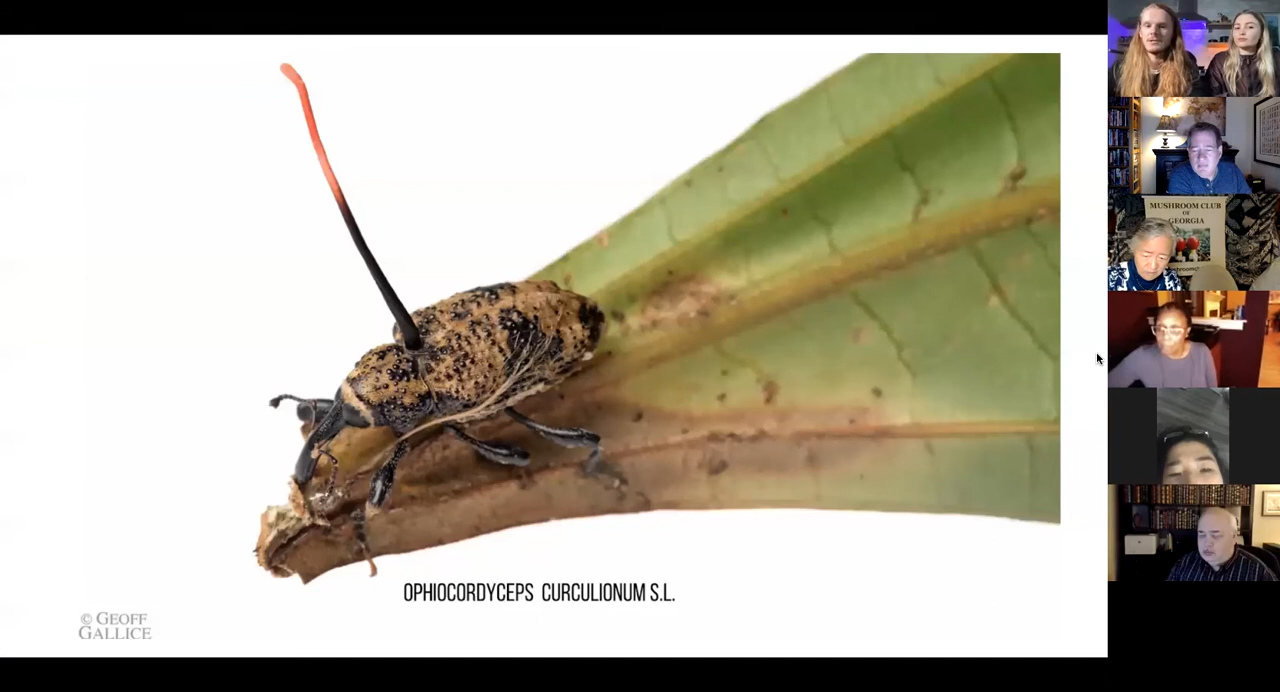 OPHIOCORDYCEPS CURCULIONUM S.L.
© GEOFF
GALLICE
MUSHROOM CLUB
OF
GEORGIA